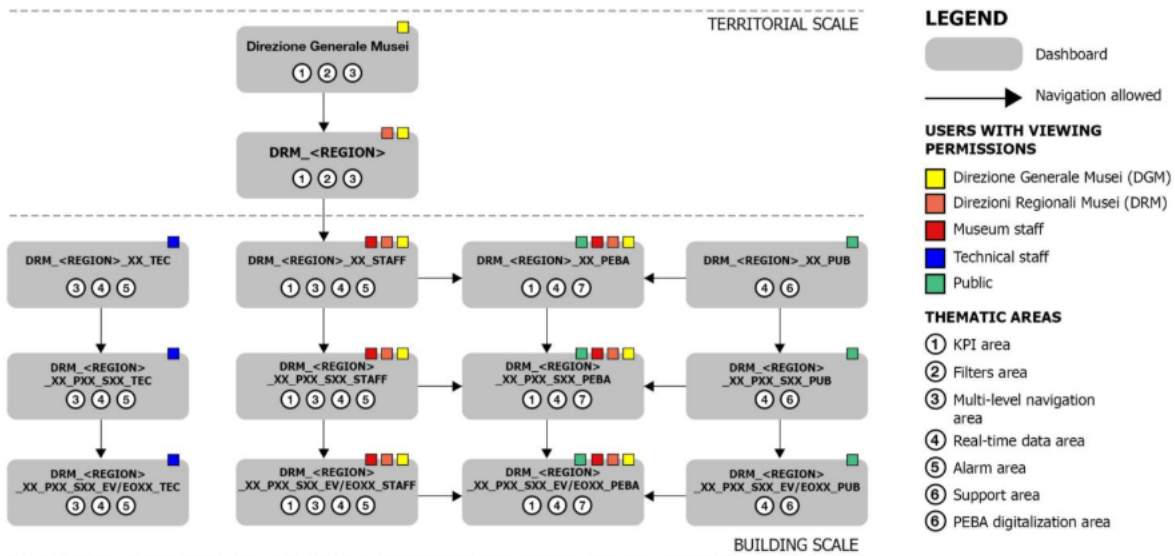 TERRITORIAL SCALE
Direzione Generale Musei
1 2 3
DRM_<REGION>
1 2 3
DRM_<REGION>_XX_TEC
3 4 5
DRM_<REGION>_XX_STAFF
1 3 4 5
DRM_<REGION>_XX_PEBA
1 4 7
DRM_<REGION>_XX_PUB
4 6
DRM_<REGION>
_XX_PXX_SXX_TEC
3 4 5
DRM_<REGION>
_XX_PXX_SXX_STAFF
1 3 4 5
DRM_<REGION>
_XX_PXX_SXX_PEBA
1 4 7
DRM_<REGION>
_XX_PXX_SXX_PUB
4 6
DRM_<REGION>
_XX_PXX_SXX_EV/EOXX_TEC
3 4 5
DRM_<REGION>
_XX_PXX_SXX_EV/EOXX_STAFF
1 3 4 5
DRM_<REGION>
_XX_PXX_SXX_EV/EOXX_PEBA
1 4 7
DRM_<REGION>
_XX_PXX_SXX_EV/EOXX_PUB
4 6
BUILDING SCALE
LEGEND
Dashboard
Navigation allowed
USERS WITH VIEWING
PERMISSIONS
Direzione Generale Musei (DGM)
Direzioni Regionali Musei (DRM)
Museum staff
Technical staff
Public
THEMATIC AREAS
1 KPI area
2 Filters area
3 Multi-level navigation
area
4 Real-time data area
5 Alarm area
6 Support area
6 PEBA digitalization area